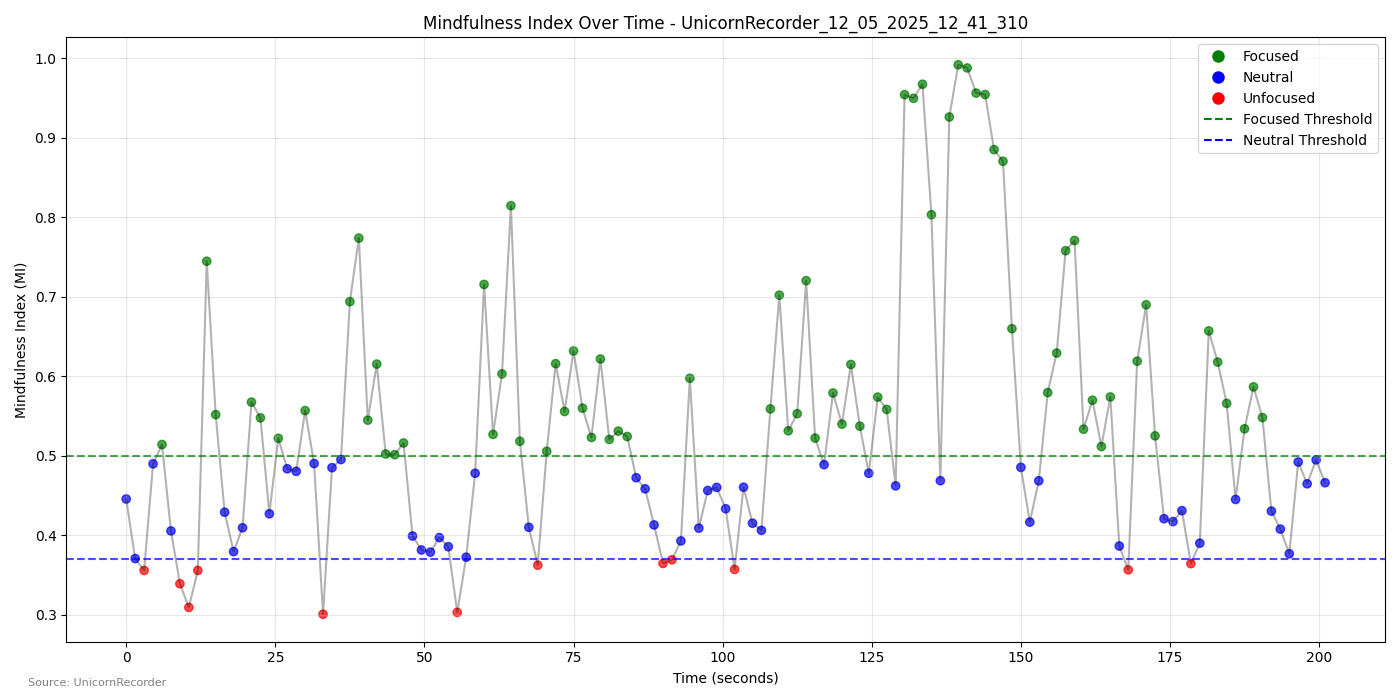 Mindfulness Index Over Time - UnicornRecorder_12_05_2025_12_41_310
Mindfulness Index (MI)
1.0
0.9
0.8
0.7
0.6
0.5
0.4
0.3
Focused
Neutral
Unfocused
Focused Threshold
Neutral Threshold
0 25 50 75 100 125 150 175 200
Time (seconds)
Source: UnicornRecorder